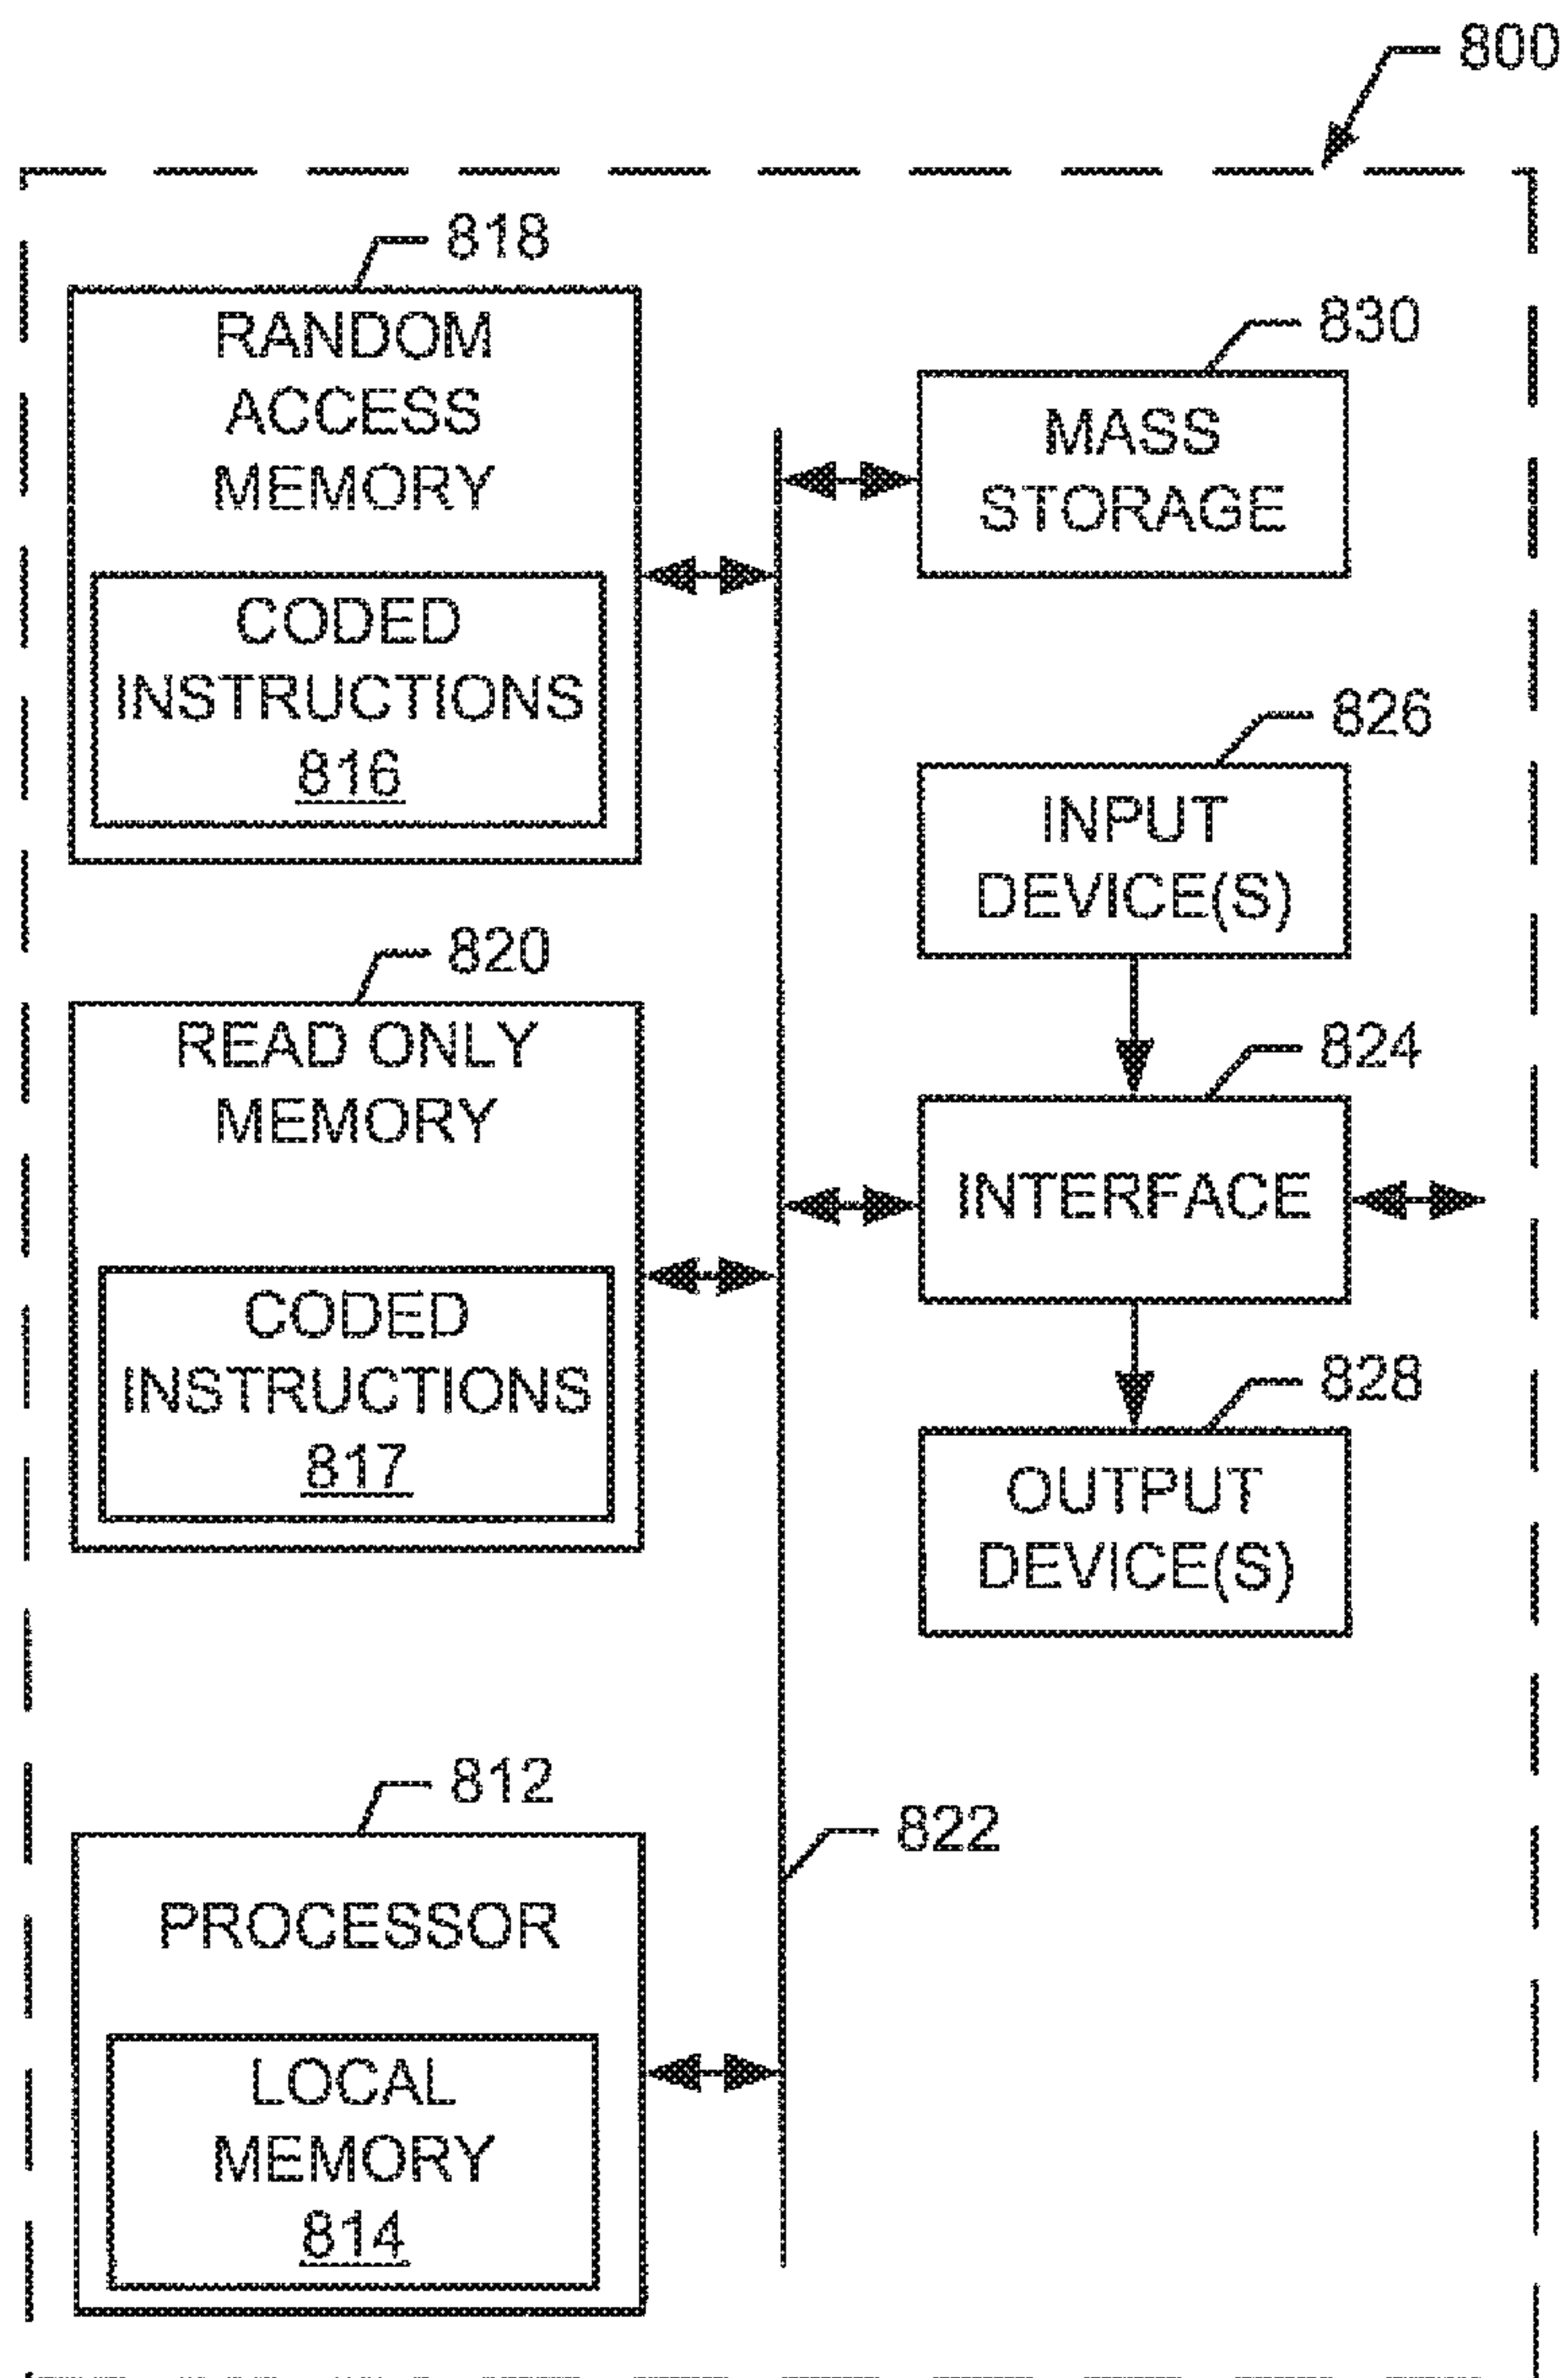 800
818
RANDOM
ACCESS
MEMORY
CODED
INSTRUCTIONS
816
830
MASS
STORAGE
826
INPUT
DEVICE(S)
820
READ ONLY
MEMORY
CODED
INSTRUCTIONS
817
824
INTERFACE
828
OUTPUT
DEVICE(S)
812
PROCESSOR
LOCAL
MEMORY
814
822